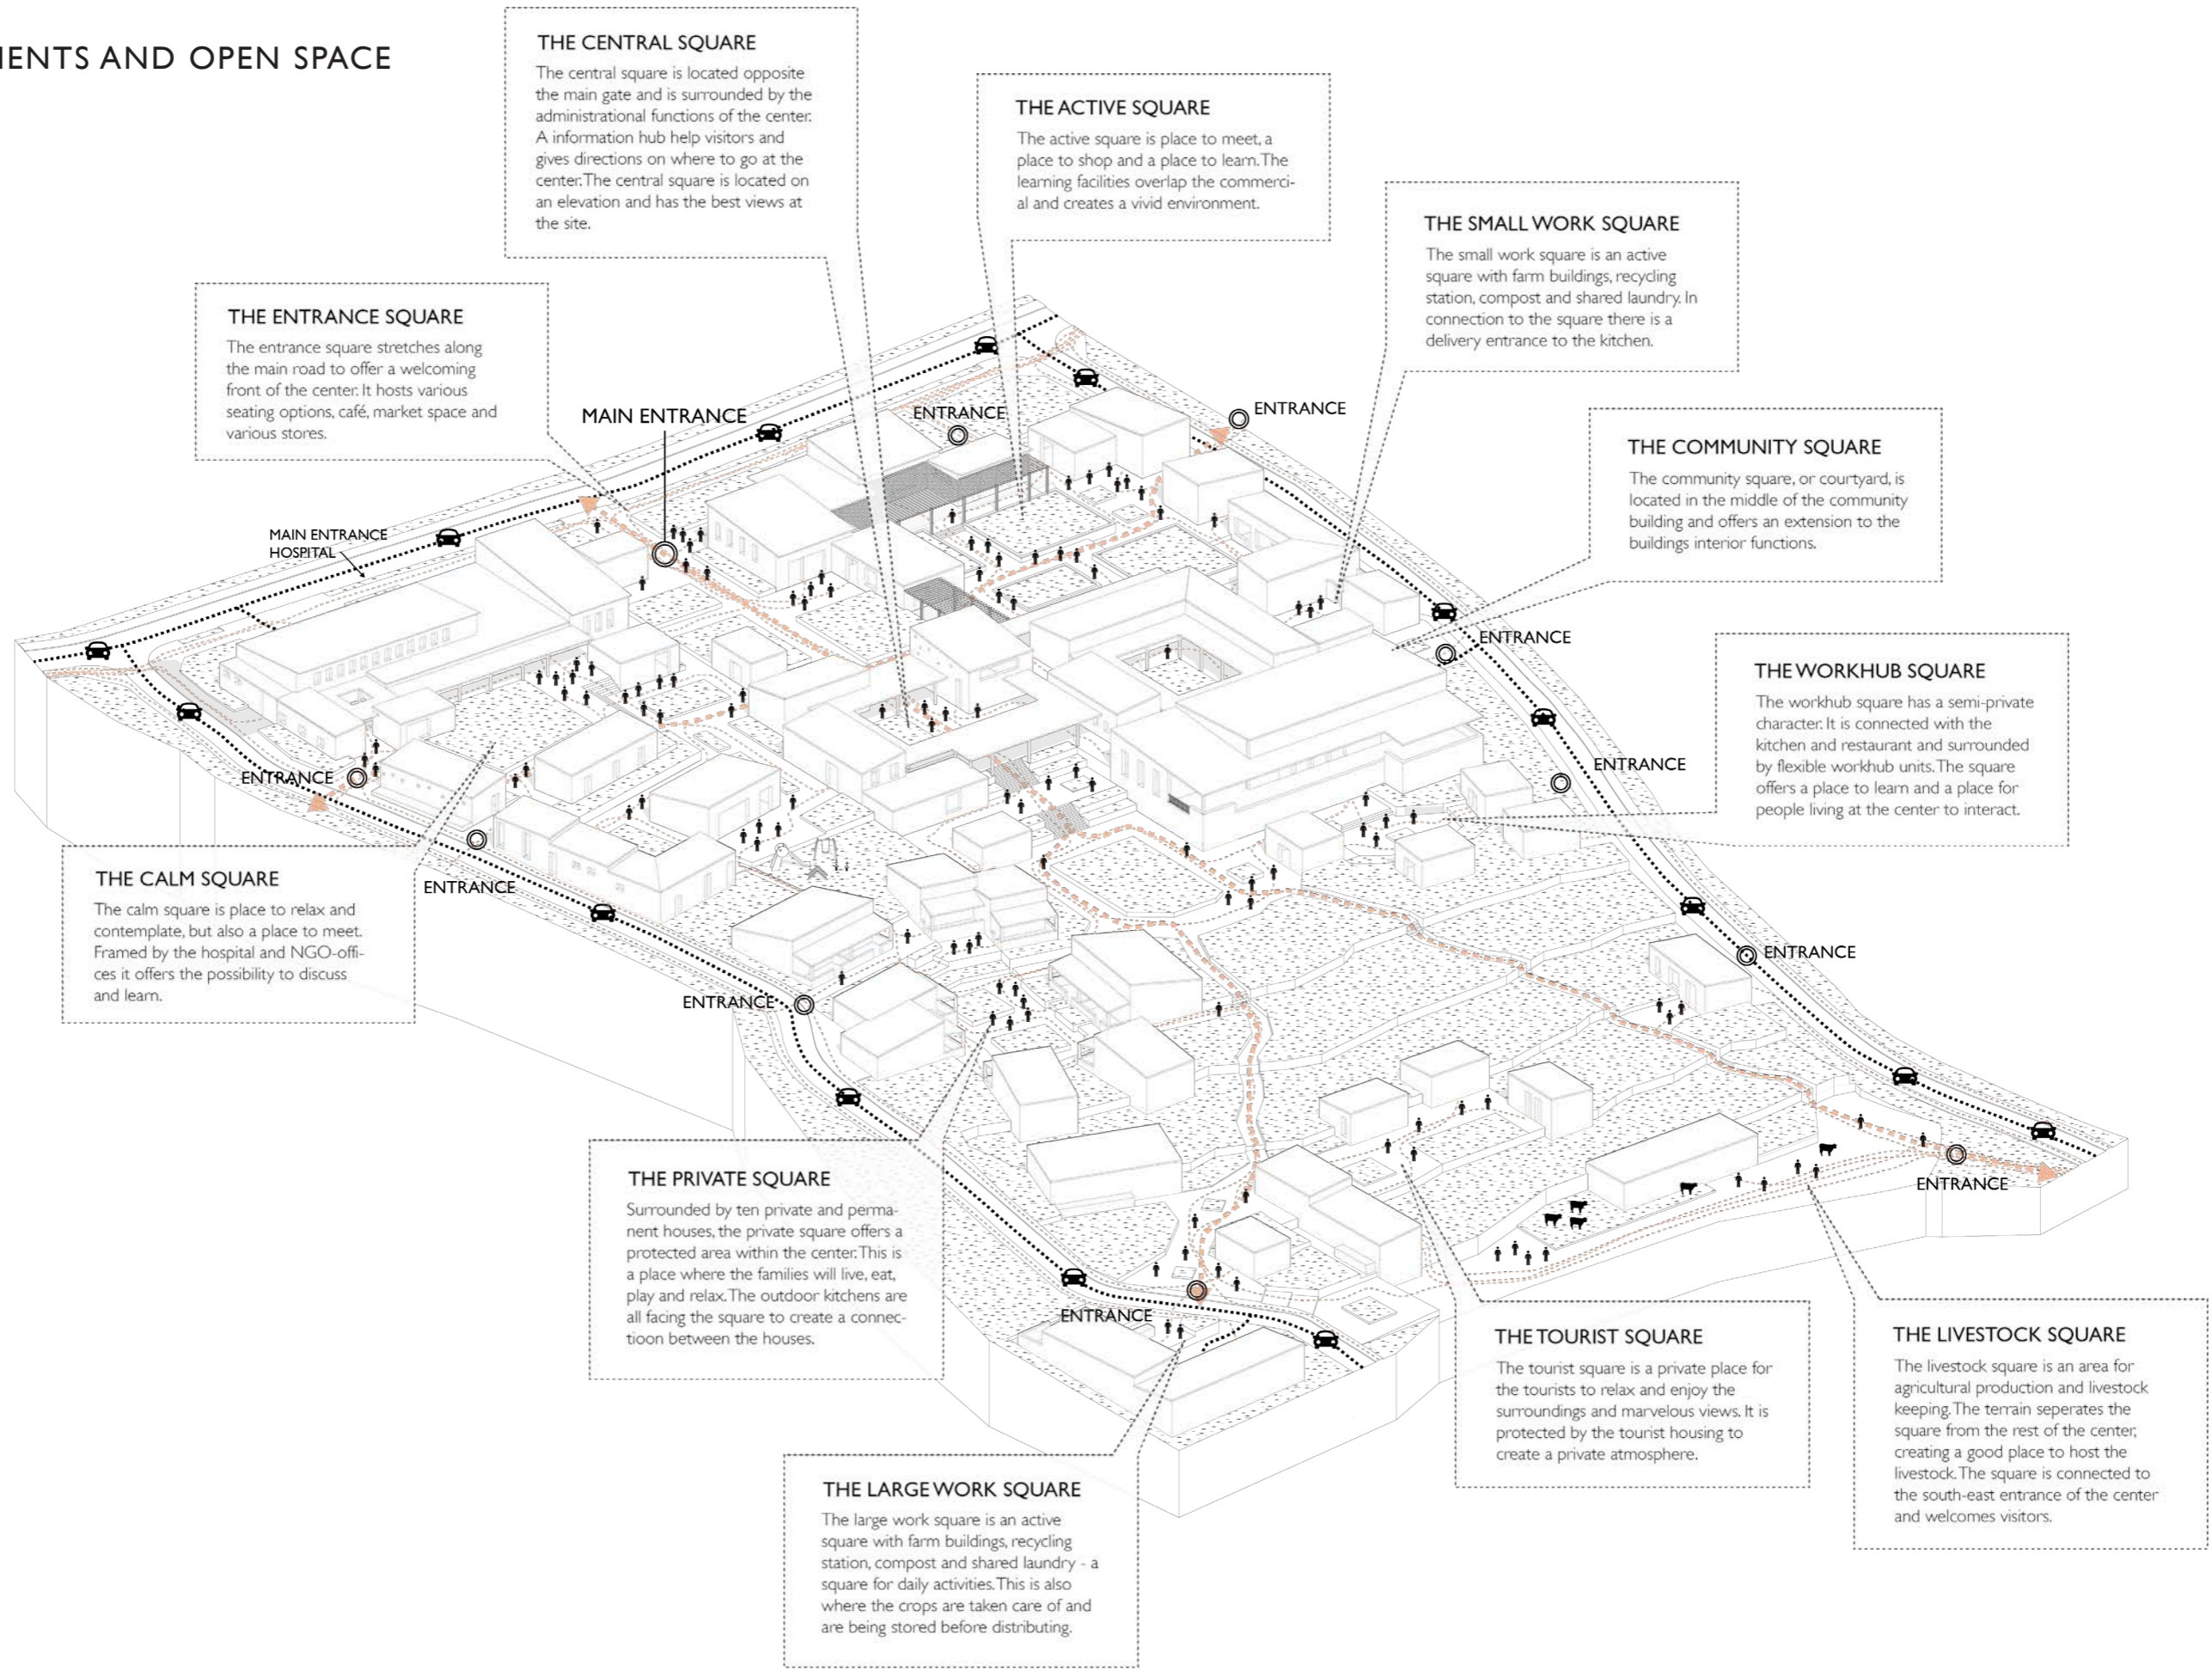 MENTS AND OPEN SPACE
THE CENTRAL SQUARE
The central square is located opposite
the main gate and is surrounded by the
administrational functions of the center.
A information hub help visitors and
gives directions on where to go at the
center. The central square is located on
an elevation and has the best views at
the site.
THE ACTIVE SQUARE
The active square is place to meet, a
place to shop and a place to learn. The
learning facilities overlap the commerci-
al and creates a vivid environment.
THE SMALL WORK SQUARE
The small work square is an active
square with farm buildings, recycling
station, compost and shared laundry. In
connection to the square there is a
delivery entrance to the kitchen.
THE ENTRANCE SQUARE
The entrance square stretches along
the main road to offer a welcoming
front of the center. It hosts various
seating options, café, market space and
various stores.
MAIN ENTRANCE
ENTRANCE
ENTRANCE
THE COMMUNITY SQUARE
The community square, or courtyard, is
located in the middle of the community
building and offers an extension to the
buildings interior functions.
MAIN ENTRANCE
HOSPITAL
ENTRANCE
THE WORKHUB SQUARE
The workhub square has a semi-private
character. It is connected with the
kitchen and restaurant and surrounded
by flexible workhub units. The square
offers a place to learn and a place for
people living at the center to interact.
ENTRANCE
ENTRANCE
THE CALM SQUARE
The calm square is place to relax and
contemplate, but also a place to meet.
Framed by the hospital and NGO-offi-
ces it offers the possibility to discuss
and learn.
ENTRANCE
ENTRANCE
ENTRANCE
THE PRIVATE SQUARE
Surrounded by ten private and perma-
nent houses, the private square offers a
protected area within the center. This is
a place where the families will live, eat,
play and relax. The outdoor kitchens are
all facing the square to create a connec-
tioon between the houses.
ENTRANCE
ENTRANCE
THE TOURIST SQUARE
The tourist square is a private place for
the tourists to relax and enjoy the
surroundings and marvelous views. It is
protected by the tourist housing to
create a private atmosphere.
THE LIVESTOCK SQUARE
The livestock square is an area for
agricultural production and livestock
keeping. The terrain seperates the
square from the rest of the center,
creating a good place to host the
livestock. The square is connected to
the south-east entrance of the center
and welcomes visitors.
THE LARGE WORK SQUARE
The large work square is an active
square with farm buildings, recycling
station, compost and shared laundry - a
square for daily activities. This is also
where the crops are taken care of and
are being stored before distributing.